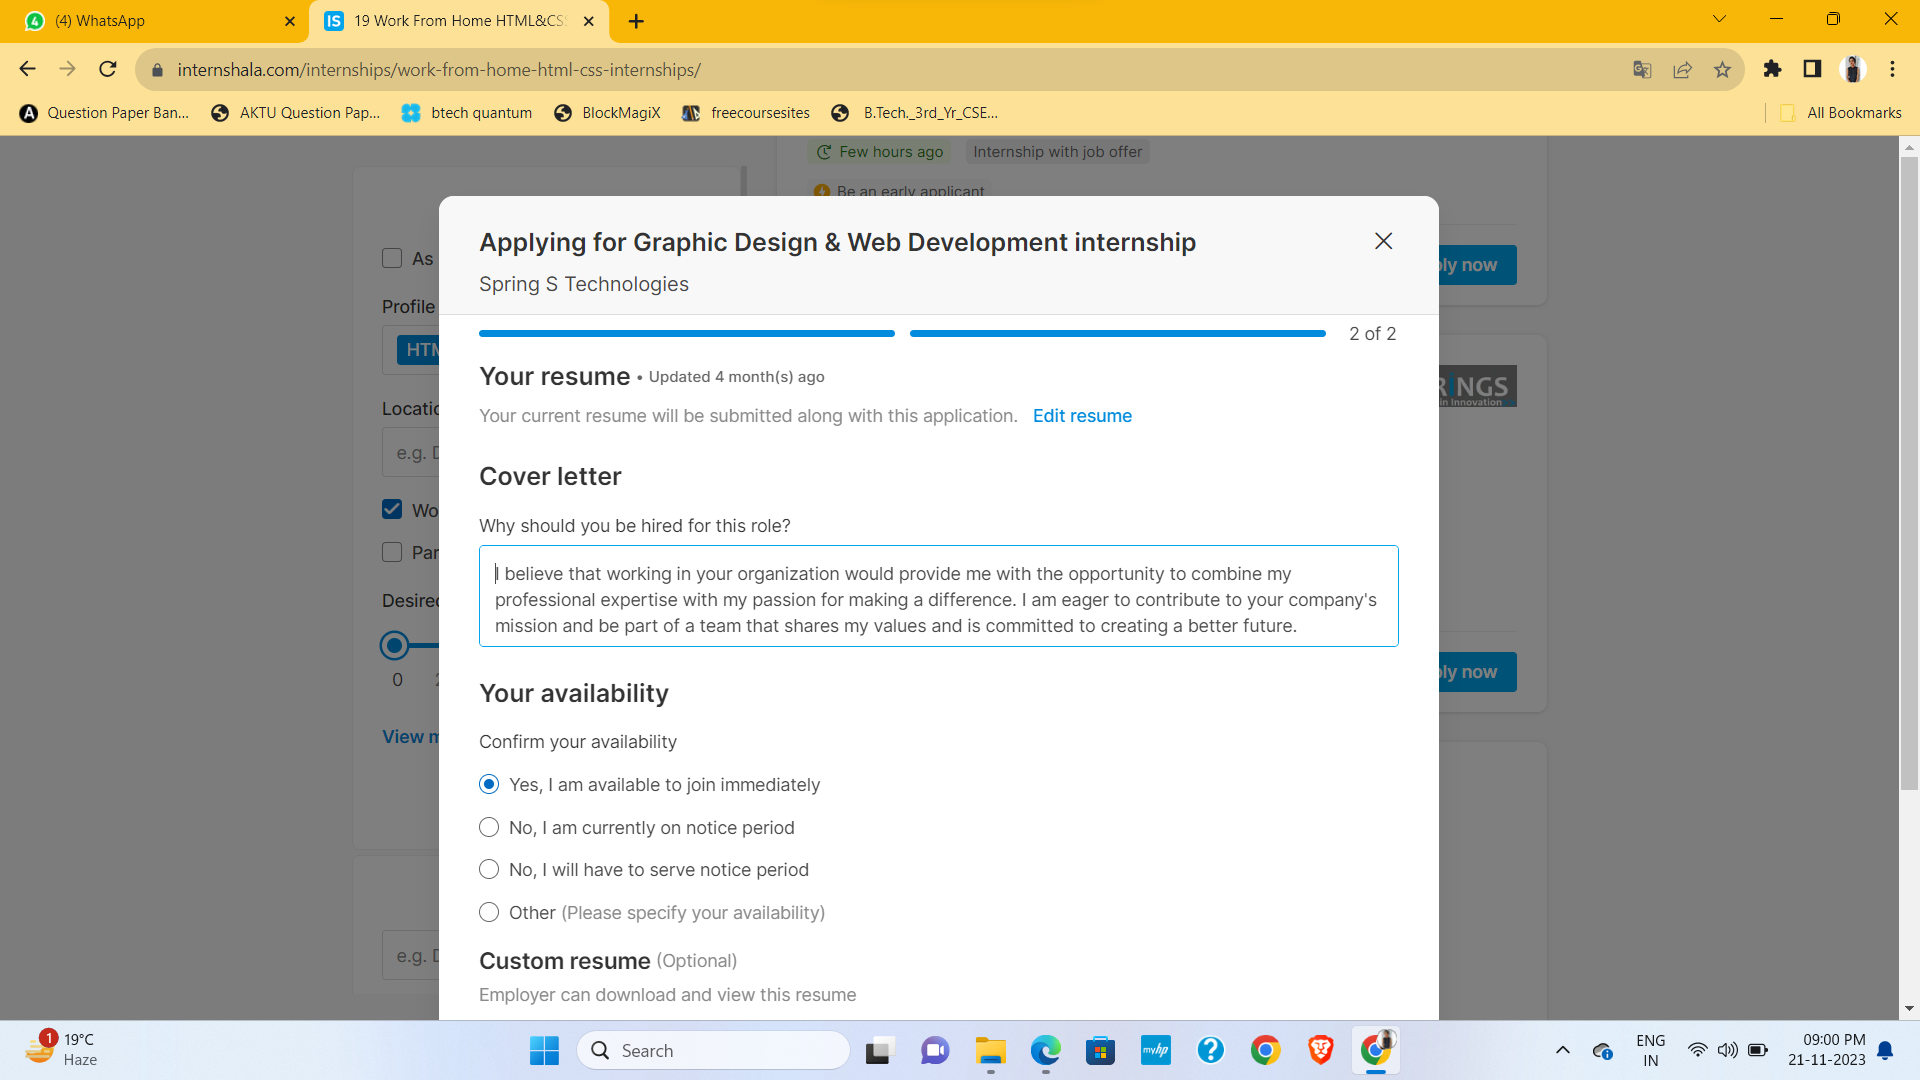 (4) WhatsApp
19 Work From Home HTML&CS
internshala.com/internships/work-from-home-html-css-internships/
Question Paper Ban...
AKTU Question Pap...
btech quantum
BlockMagiX
freecoursesites
B.Tech._3rd_Yr_CSE...
All Bookmarks
Few hours ago
Internship with job offer
Be an early applicant
Applying for Graphic Design & Web Development internship
Spring S Technologies
2 of 2
Your resume • Updated 4 month(s) ago
Your current resume will be submitted along with this application. Edit resume
Cover letter
Why should you be hired for this role?
I believe that working in your organization would provide me with the opportunity to combine my
professional expertise with my passion for making a difference. I am eager to contribute to your company's
mission and be part of a team that shares my values and is committed to creating a better future.
Your availability
Confirm your availability
Yes, I am available to join immediately
No, I am currently on notice period
No, I will have to serve notice period
Other (Please specify your availability)
Custom resume (Optional)
Employer can download and view this resume
As
Profile
HTM
Locatio
e.g. D
Wo
Par
Desired
0
View m
e.g. D
ly now
NGS
in Innovation
ly now
1
19°C
Haze
Search
myhp
ENG
IN
09:00 PM
21-11-2023